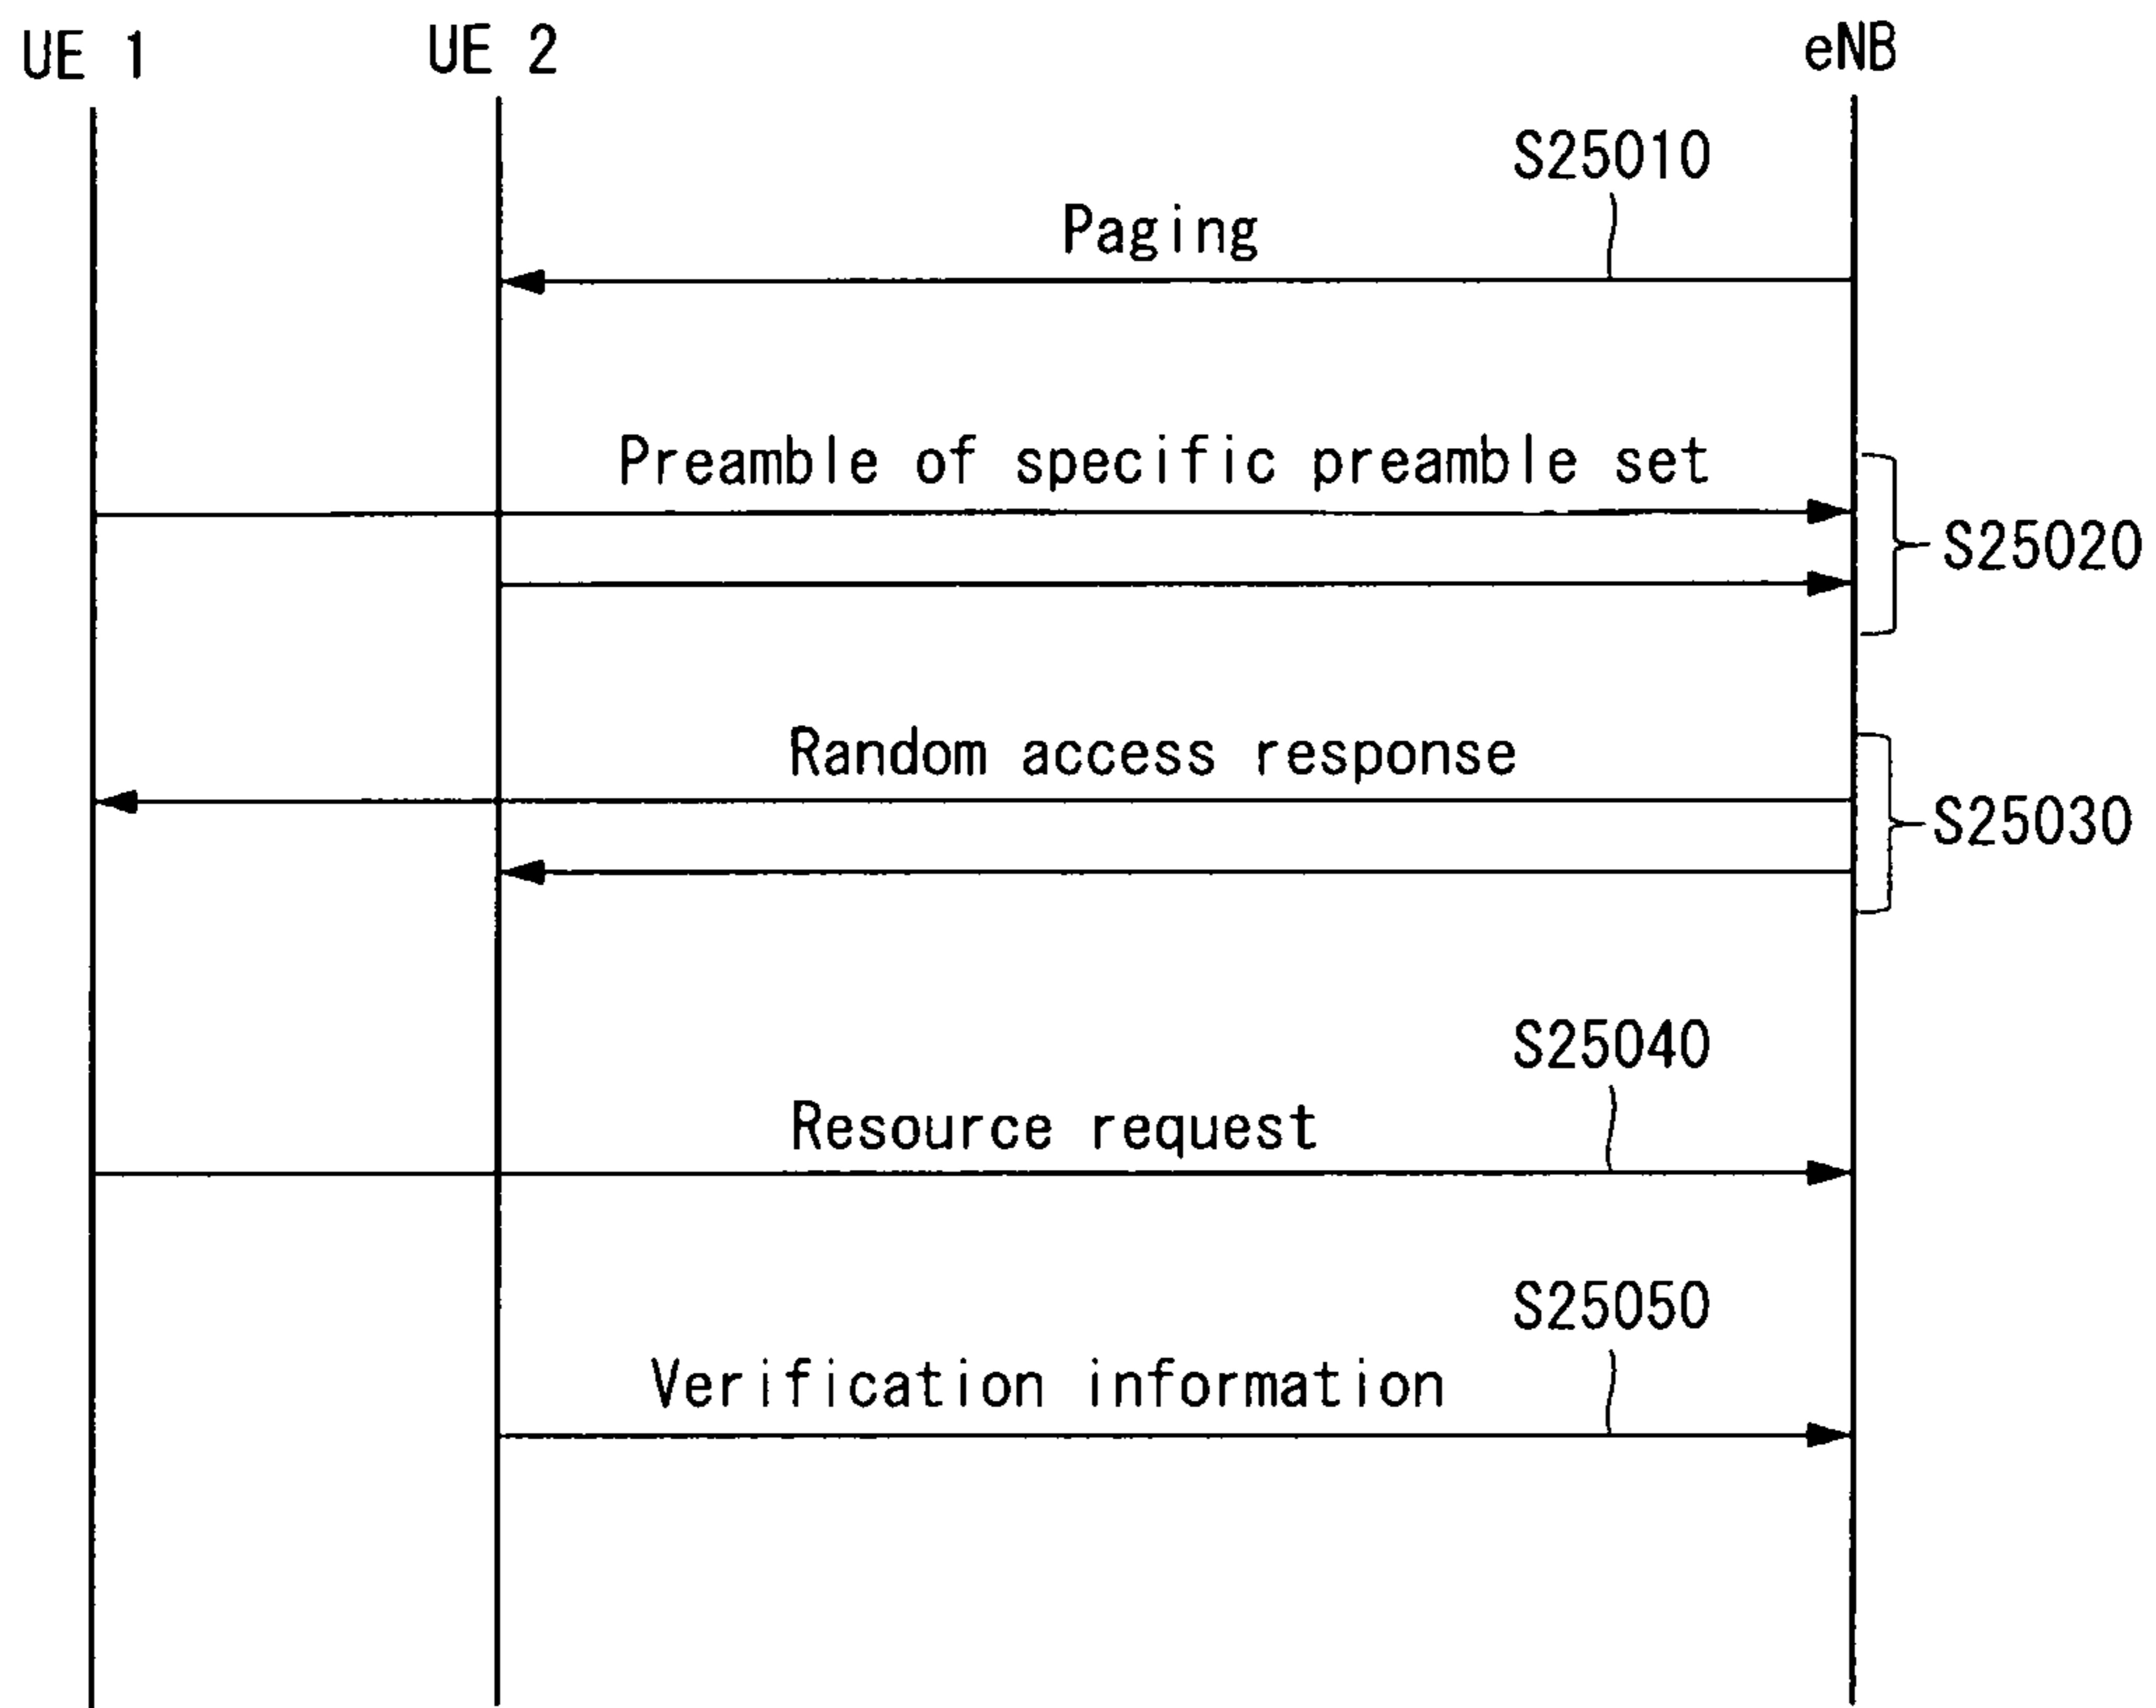 UE 1
UE 2
eNB
S25010
Paging
Preamble of specific preamble set
S25020
Random access response
S25030
S25040
Resource request
S25050
Verification information